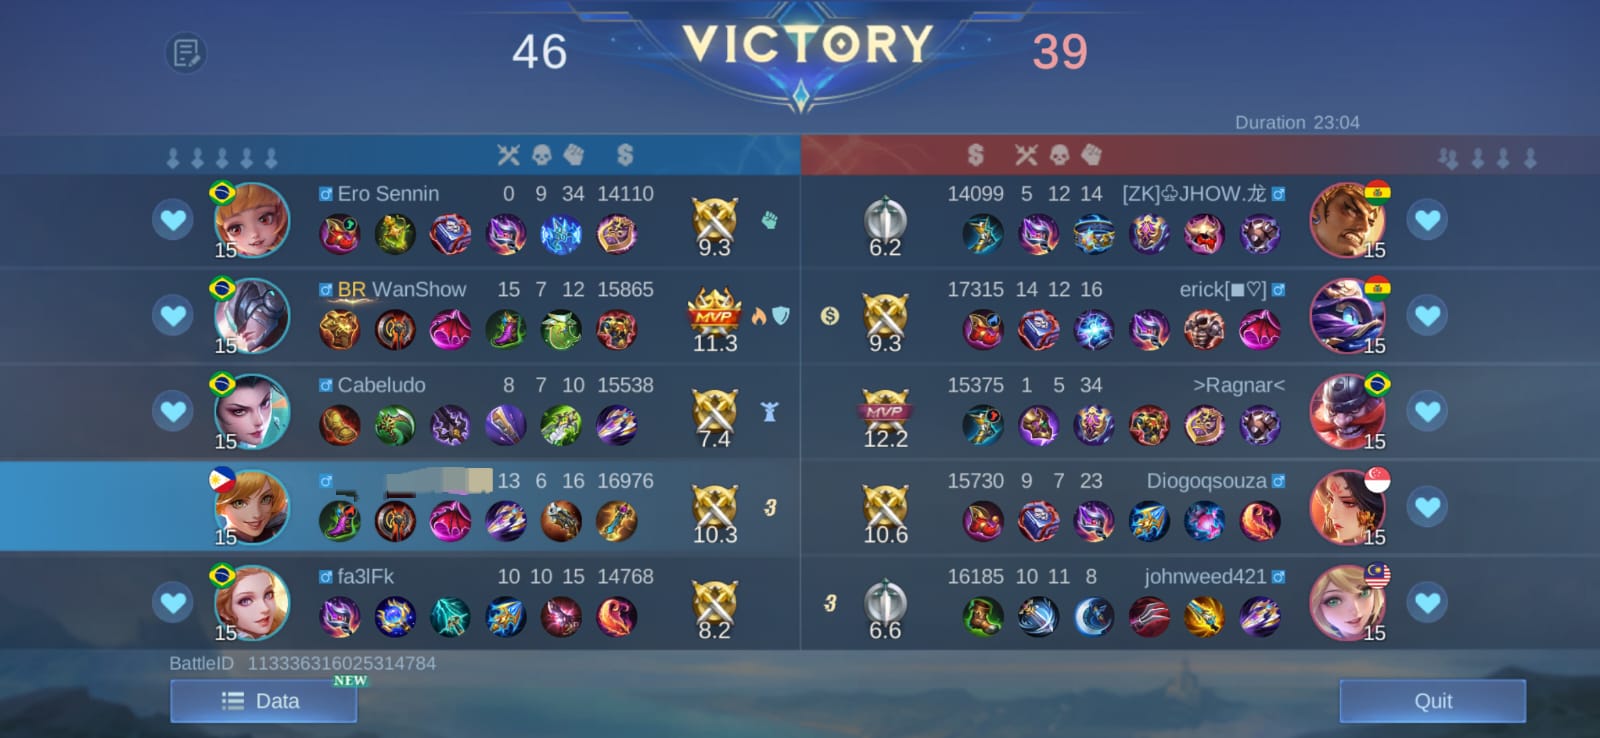 46 VICTORY 39
Duration 23:04
Ero Sennin 0 9 34 14110
15
9.3
14099 5 12 14 [ZK]♧JHOW.龙
6.2
15
BR WanShow 15 7 12 15865
15
MVP
11.3
17315 14 12 16 erick[■♡]
9.3
15
Cabeludo 8 7 10 15538
15
7.4
15375 1 5 34 >Ragnar<
MVP
12.2
15
13 6 16 16976
15
10.3
3
15730 9 7 23 Diogoqsouza
10.6
15
fa3lFk 10 10 15 14768
15
8.2
16185 10 11 8 johnweed421
3
6.6
15
BattleID 113336316025314784
NEW
Data
Quit